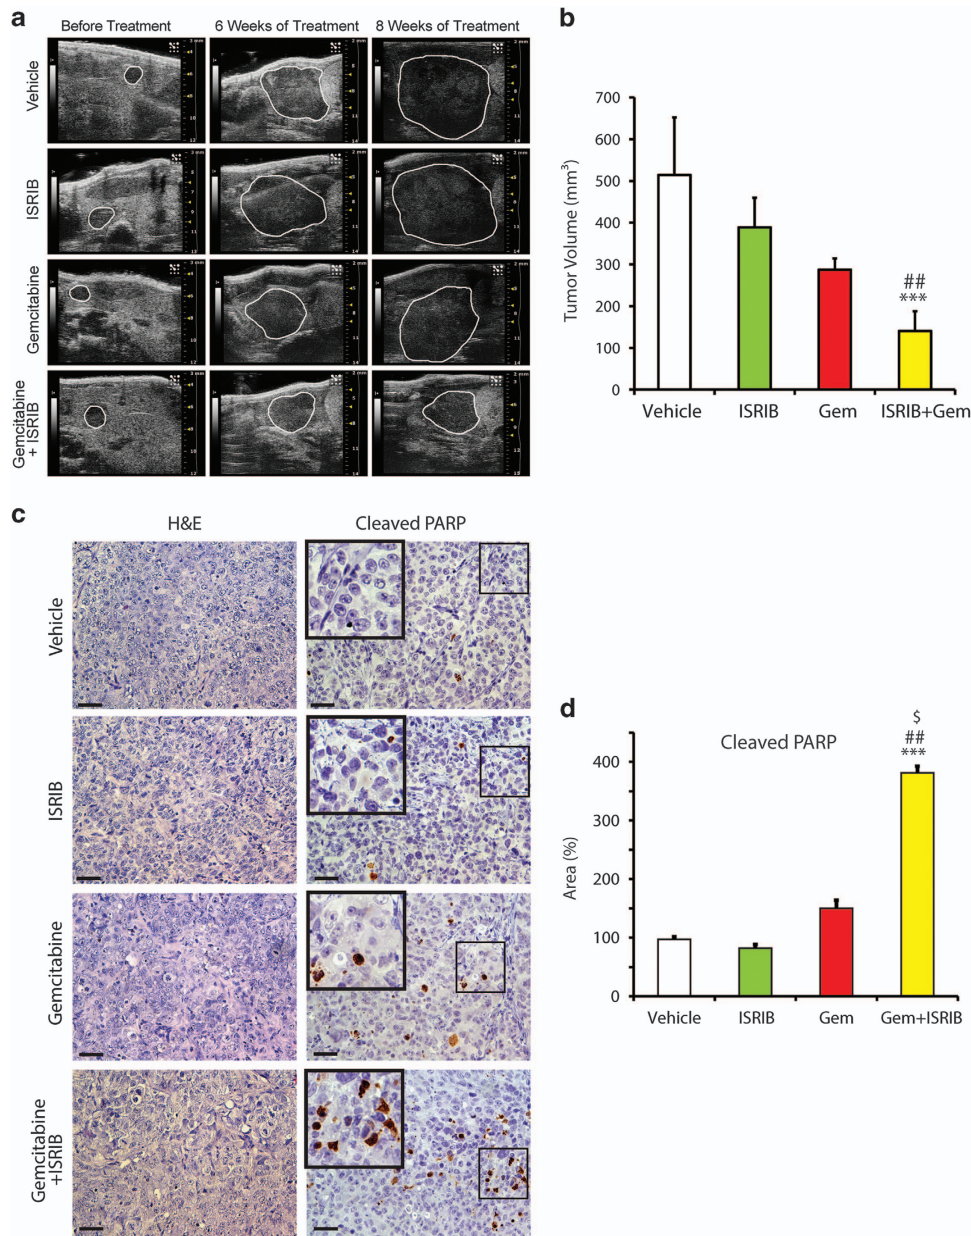 a
Before Treatment
6 Weeks of Treatment
8 Weeks of Treatment
Vehicle
ISRIB
Gemcitabine
Gemcitabine
+ ISRIB
b
Tumor Volume (mm³)
700
600
500
400
300
200
100
0
##
***
Vehicle
ISRIB
Gem
ISRIB+Gem
c
H&E
Cleaved PARP
Vehicle
ISRIB
Gemcitabine
Gemcitabine
+ISRIB
d
Cleaved PARP
$
##
***
Area (%)
400
300
200
100
0
Vehicle
ISRIB
Gem
Gem+ISRIB